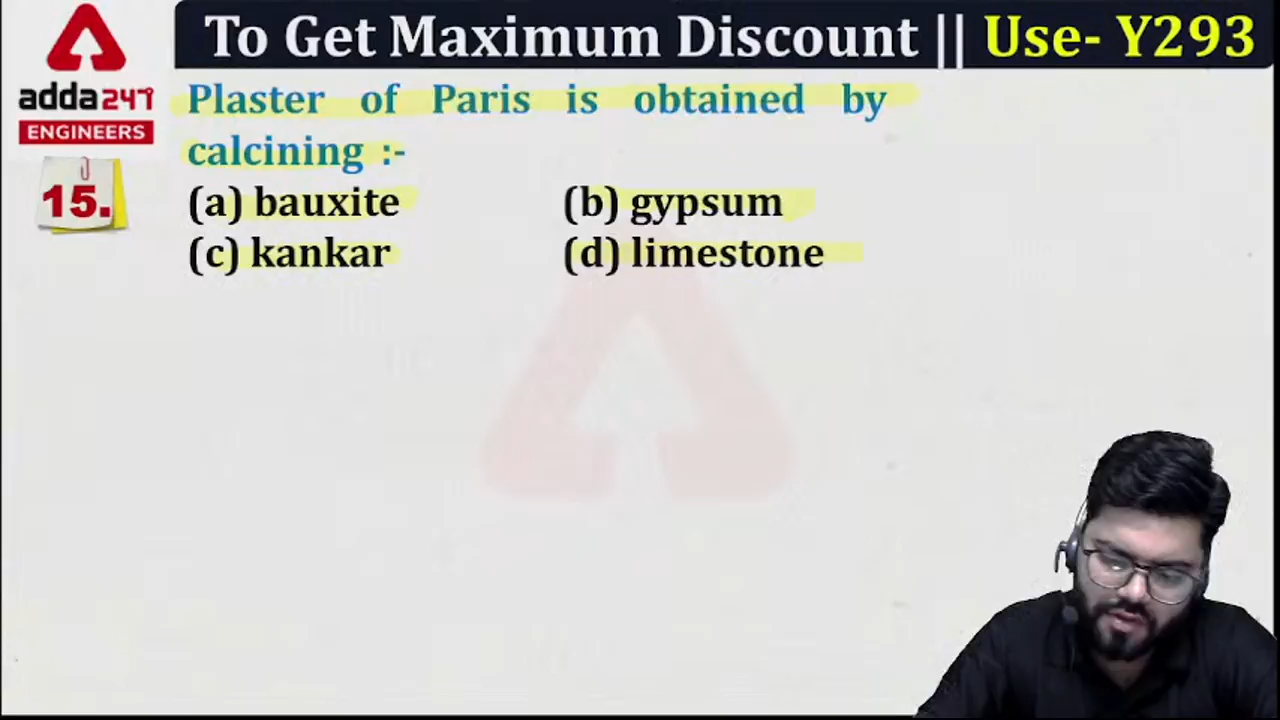 To Get Maximum Discount || Use- Y293
adda247
ENGINEERS
Plaster of Paris is obtained by
calcining :-
15.
(a) bauxite (b) gypsum
(c) kankar (d) limestone